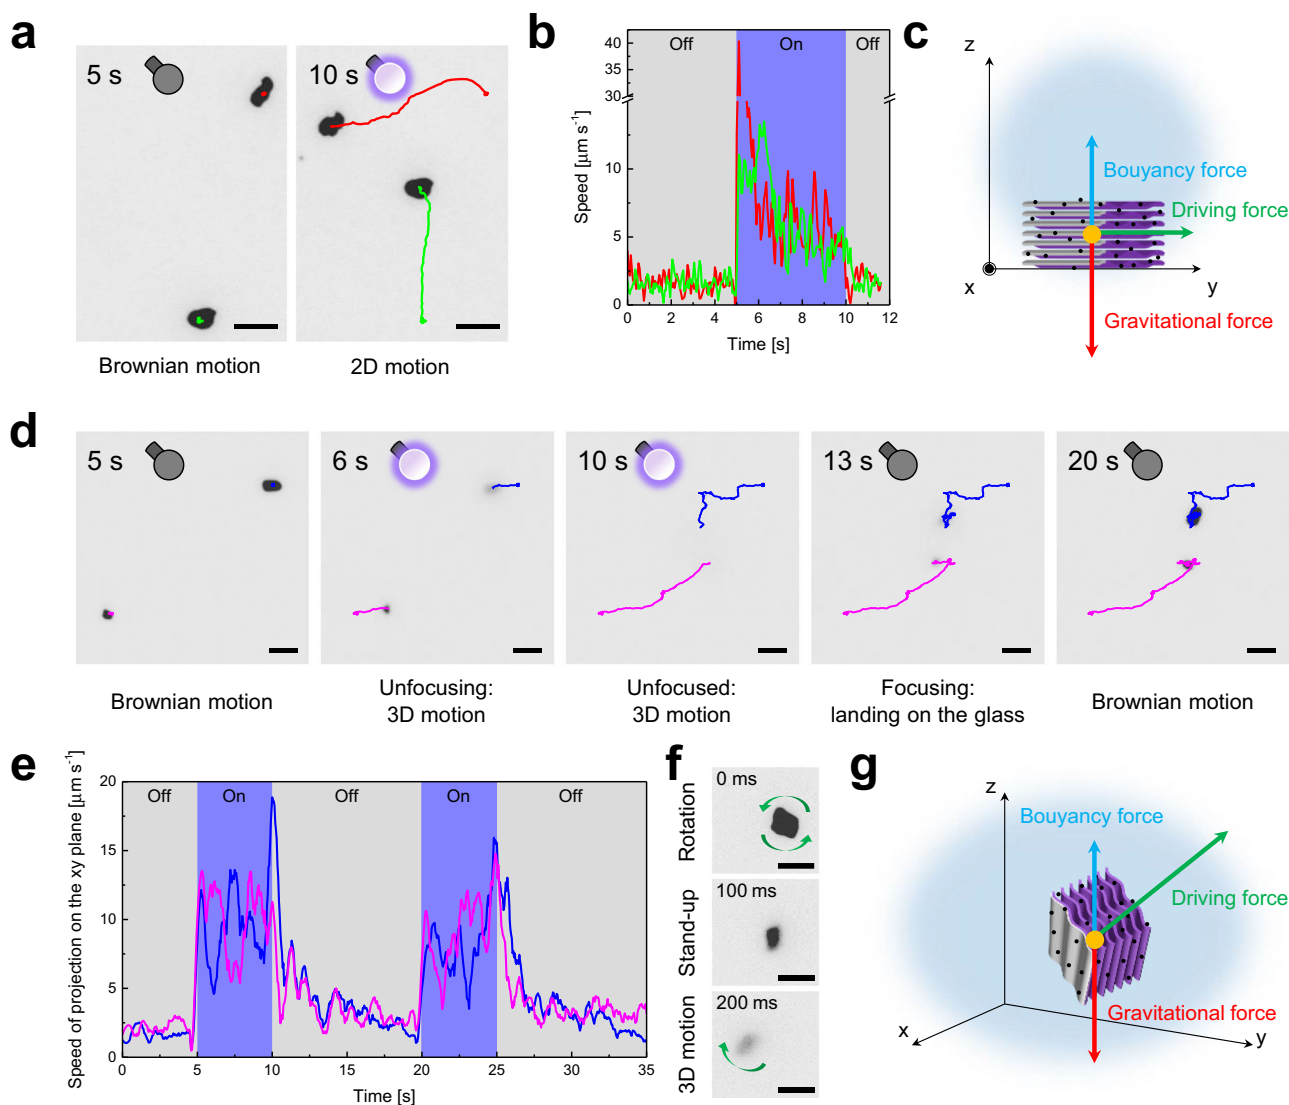 a
5 s
10 s
Brownian motion
2D motion
b
Off
On
Off
40
30
10
5
0
Speed [μm s⁻¹]
0 2 4 6 8 10 12
Time [s]
c
z
Bouyancy force
Driving force
x
y
Gravitational force
d
5 s
6 s
10 s
13 s
20 s
Brownian motion
Unfocusing:
3D motion
Unfocused:
3D motion
Focusing:
landing on the glass
Brownian motion
e
Speed of projection on the xy plane [μm s⁻¹]
20
15
10
5
0
Off
On
Off
On
Off
0 5 10 15 20 25 30 35
Time [s]
f
0 ms
Rotation
100 ms
Stand-up
200 ms
3D motion
g
z
Bouyancy force
Driving force
Gravitational force
x
y